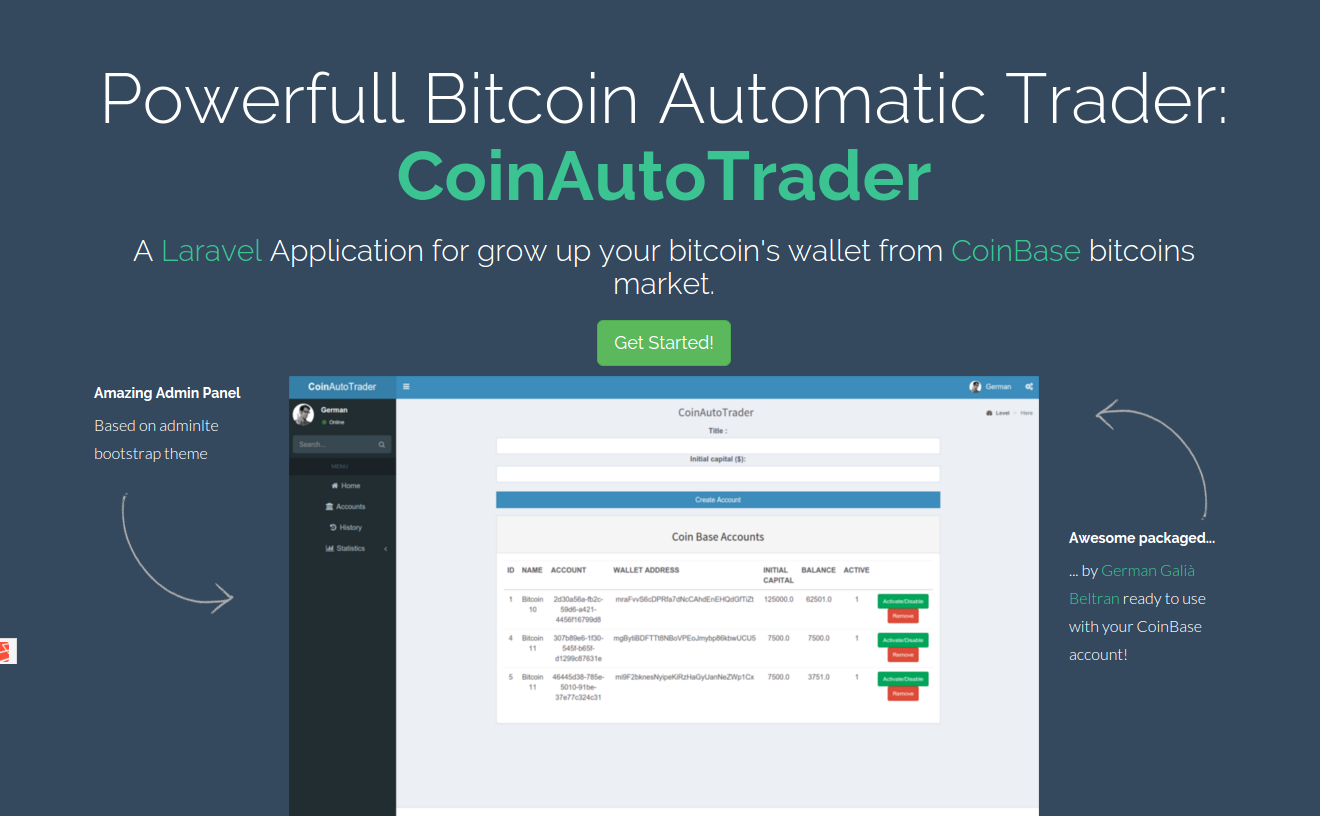 Powerfull Bitcoin Automatic Trader:
CoinAutoTrader
A Laravel Application for grow up your bitcoin's wallet from CoinBase bitcoins
market.
Get Started!
Amazing Admin Panel
Based on adminlte
bootstrap theme
CoinAutoTrader
German
German
Online
Search...
MENU
Home
Accounts
History
Statistics
CoinAutoTrader
Level > Here
Title :
Initial capital ($):
Create Account
Coin Base Accounts
ID NAME ACCOUNT WALLET ADDRESS INITIAL CAPITAL BALANCE ACTIVE
1 Bitcoin 10 2d30a56a-fb2c-59d6-a421-4456f16799d8 125000.0 62501.0 1 Activate/Disable
Remove
4 Bitcoin 11 307b89e6-1f30-545f-b65f-d1299c87631e 7500.0 7500.0 1 Activate/Disable
Remove
5 Bitcoin 11 46445d38-785e-5010-91be-37e77c324c31 7500.0 3751.0 1 Activate/Disable
Remove
Awesome packaged...
... by German Galià
Beltran ready to use
with your CoinBase
account!